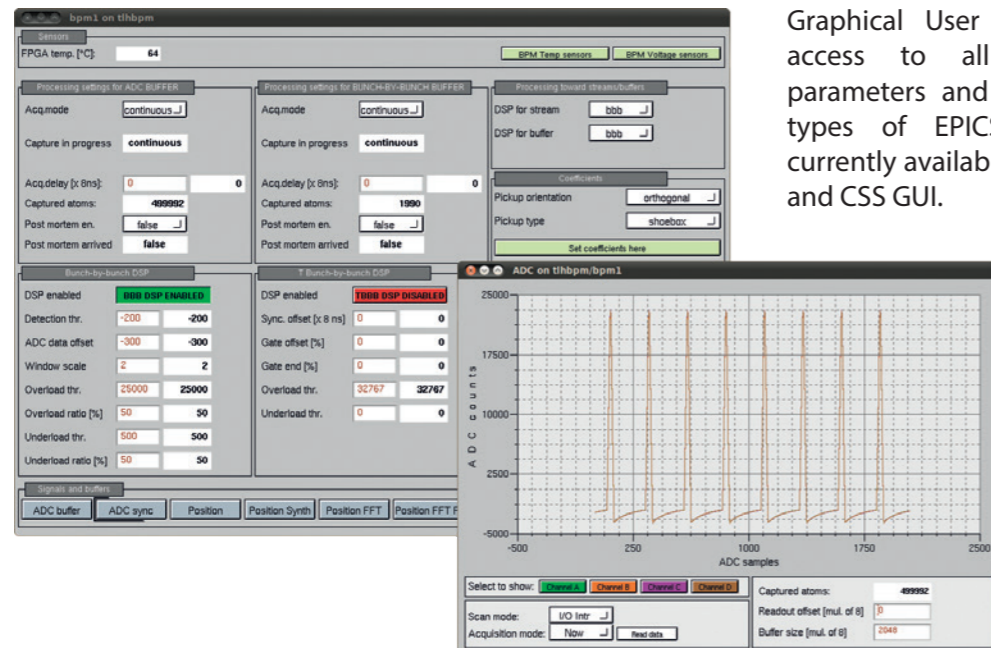 bpm1 on tlhbpm
Sensors
FPGA temp. [°C]: 64
BPM Temp sensors BPM Voltage sensors
Processing settings for ADC BUFFER
Acq.mode continuous
Capture in progress continuous
Acq.delay [x 8ns]: 0 0
Captured atoms: 499992
Post mortem en. false
Post mortem arrived false
Processing settings for BUNCH-BY-BUNCH BUFFER
Acq.mode continuous
Capture in progress continuous
Acq.delay [x 8ns]: 0 0
Captured atoms: 1990
Post mortem en. false
Post mortem arrived false
Processing toward streams/buffers
DSP for stream bbb
DSP for buffer bbb
Coefficients
Pickup orientation orthogonal
Pickup type shoebox
Set coefficients here
Bunch-by-bunch DSP
DSP enabled BBB DSP ENABLED
Detection thr. -200 -200
ADC data offset -300 -300
Window scale 2 2
Overload thr. 25000 25000
Overload ratio [%] 50 50
Underload thr. 500 500
Underload ratio [%] 50 50
T Bunch-by-bunch DSP
DSP enabled TBBB DSP DISABLED
Sync. offset [x 8 ns] 0 0
Gate offset [%] 0 0
Gate end [%] 0 0
Overload thr. 32767 32767
Underload thr. 0 0
Signals and buffers
ADC buffer ADC sync Position Position Synth Position FFT Position FFT F
Graphical User
access to all
parameters and
types of EPICS
currently availab
and CSS GUI.
ADC on tlhbpm/bpm1
25000
17500
10000
2500
-5000
ADC counts
-500 250 1000 1750 2500
ADC samples
Select to show: Channel A Channel B Channel C Channel D
Scan mode: I/O Intr
Acquisition mode: Now Read data
Captured atoms: 499992
Readout offset [mul. of 8] 0
Buffer size [mul. of 8] 2048